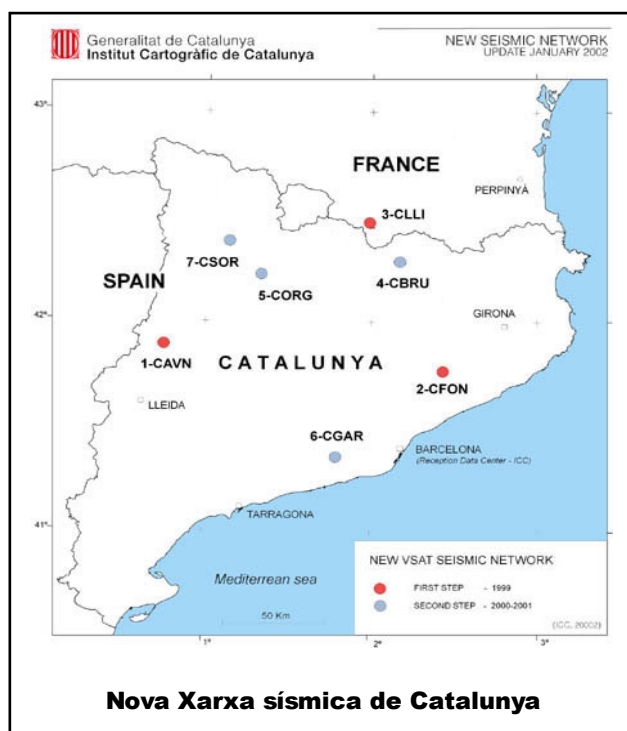 Generalitat de Catalunya
Institut Cartogràfic de Catalunya
NEW SEISMIC NETWORK
UPDATE JANUARY 2002
43°
FRANCE
PERPINYÀ
3-CLLI
7-CSOR
5-CORG
4-CBRU
SPAIN
42°
GIRONA
1-CAVN
CATALUNYA
2-CFON
LLEIDA
6-CGAR
BARCELONA
(Reception Data Center - ICC)
TARRAGONA
41°
NEW VSAT SEISMIC NETWORK
FIRST STEP - 1999
SECOND STEP - 2000-2001
Mediterrean sea
50 Km
(ICC, 20002)
1°
2°
3°
Nova Xarxa sísmica de Catalunya